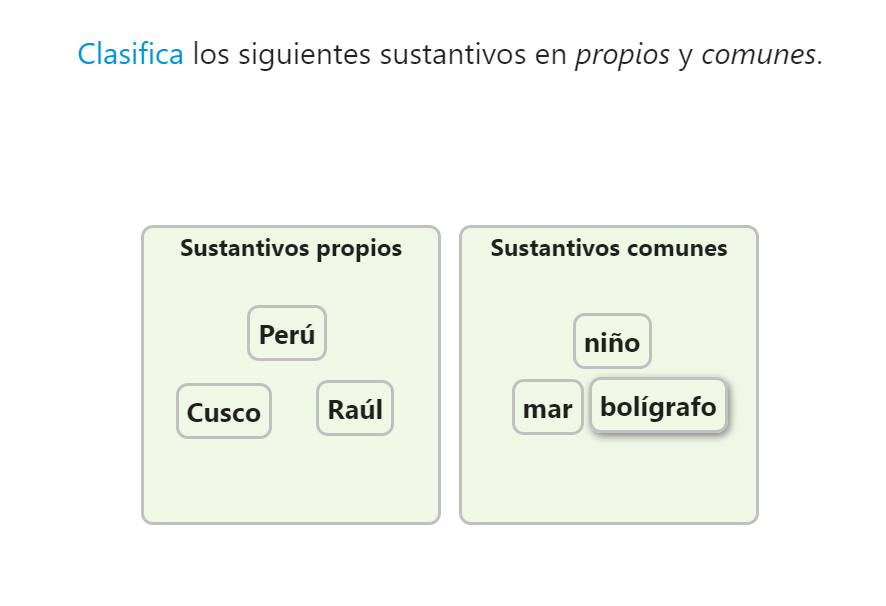 Clasifica los siguientes sustantivos en propios y comunes.
Sustantivos propios
Perú
Cusco
Raúl
Sustantivos comunes
niño
mar
bolígrafo